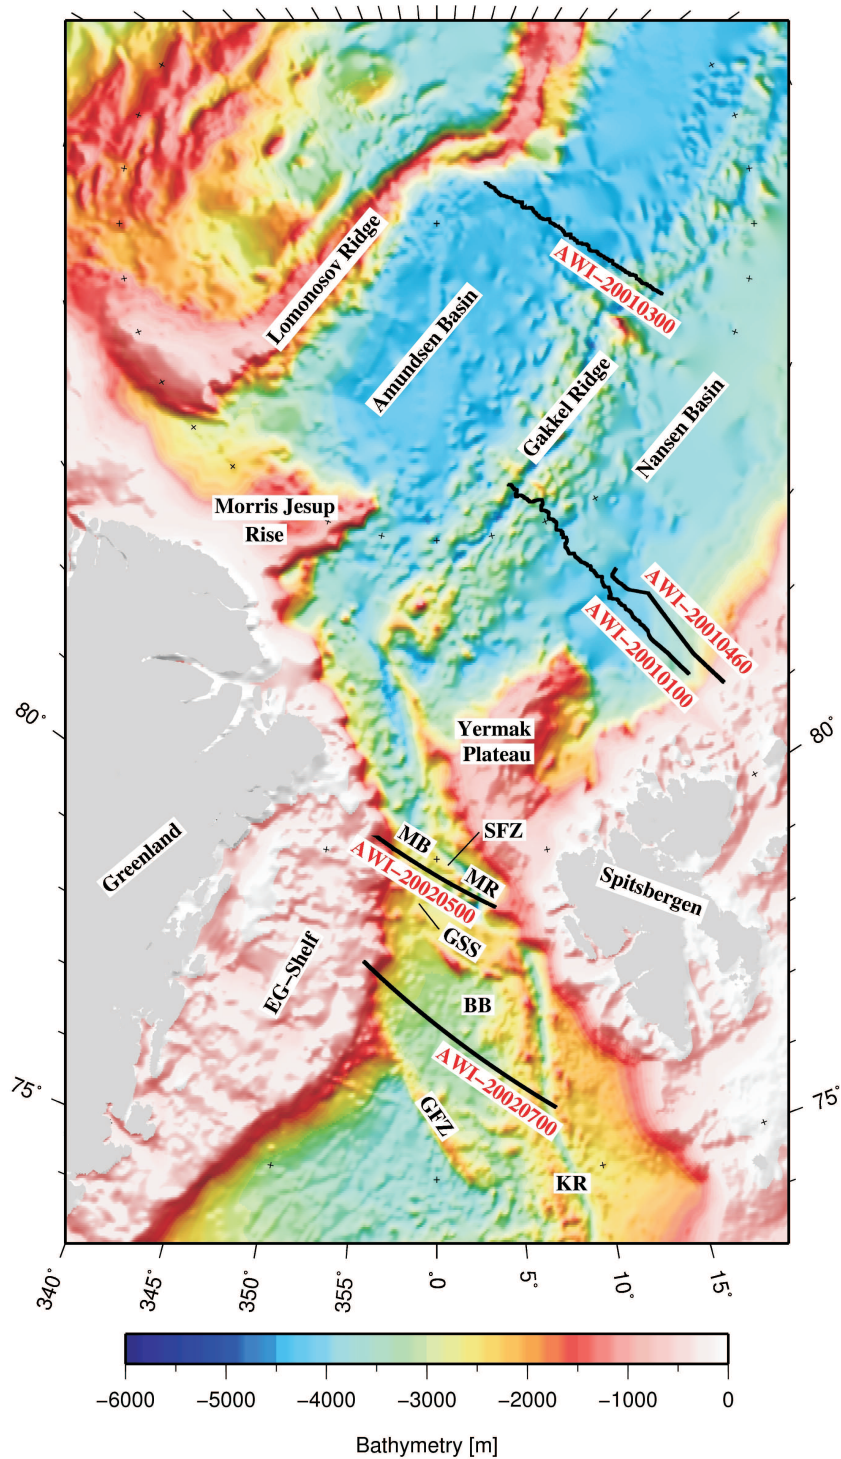 Lomonosov Ridge
AWI–20010300
Amundsen Basin
Gakkel Ridge
Nansen Basin
Morris Jesup
Rise
AWI–20010460
AWI–20010100
80°
80°
Yermak
Plateau
SFZ
MB
Greenland
AWI–20020500
MR
Spitsbergen
GSS
EG–Shelf
BB
AWI–20020700
75°
75°
GFZ
KR
340°
345°
350°
355°
0°
5°
10°
15°
−6000
−5000
−4000
−3000
−2000
−1000
0
Bathymetry [m]